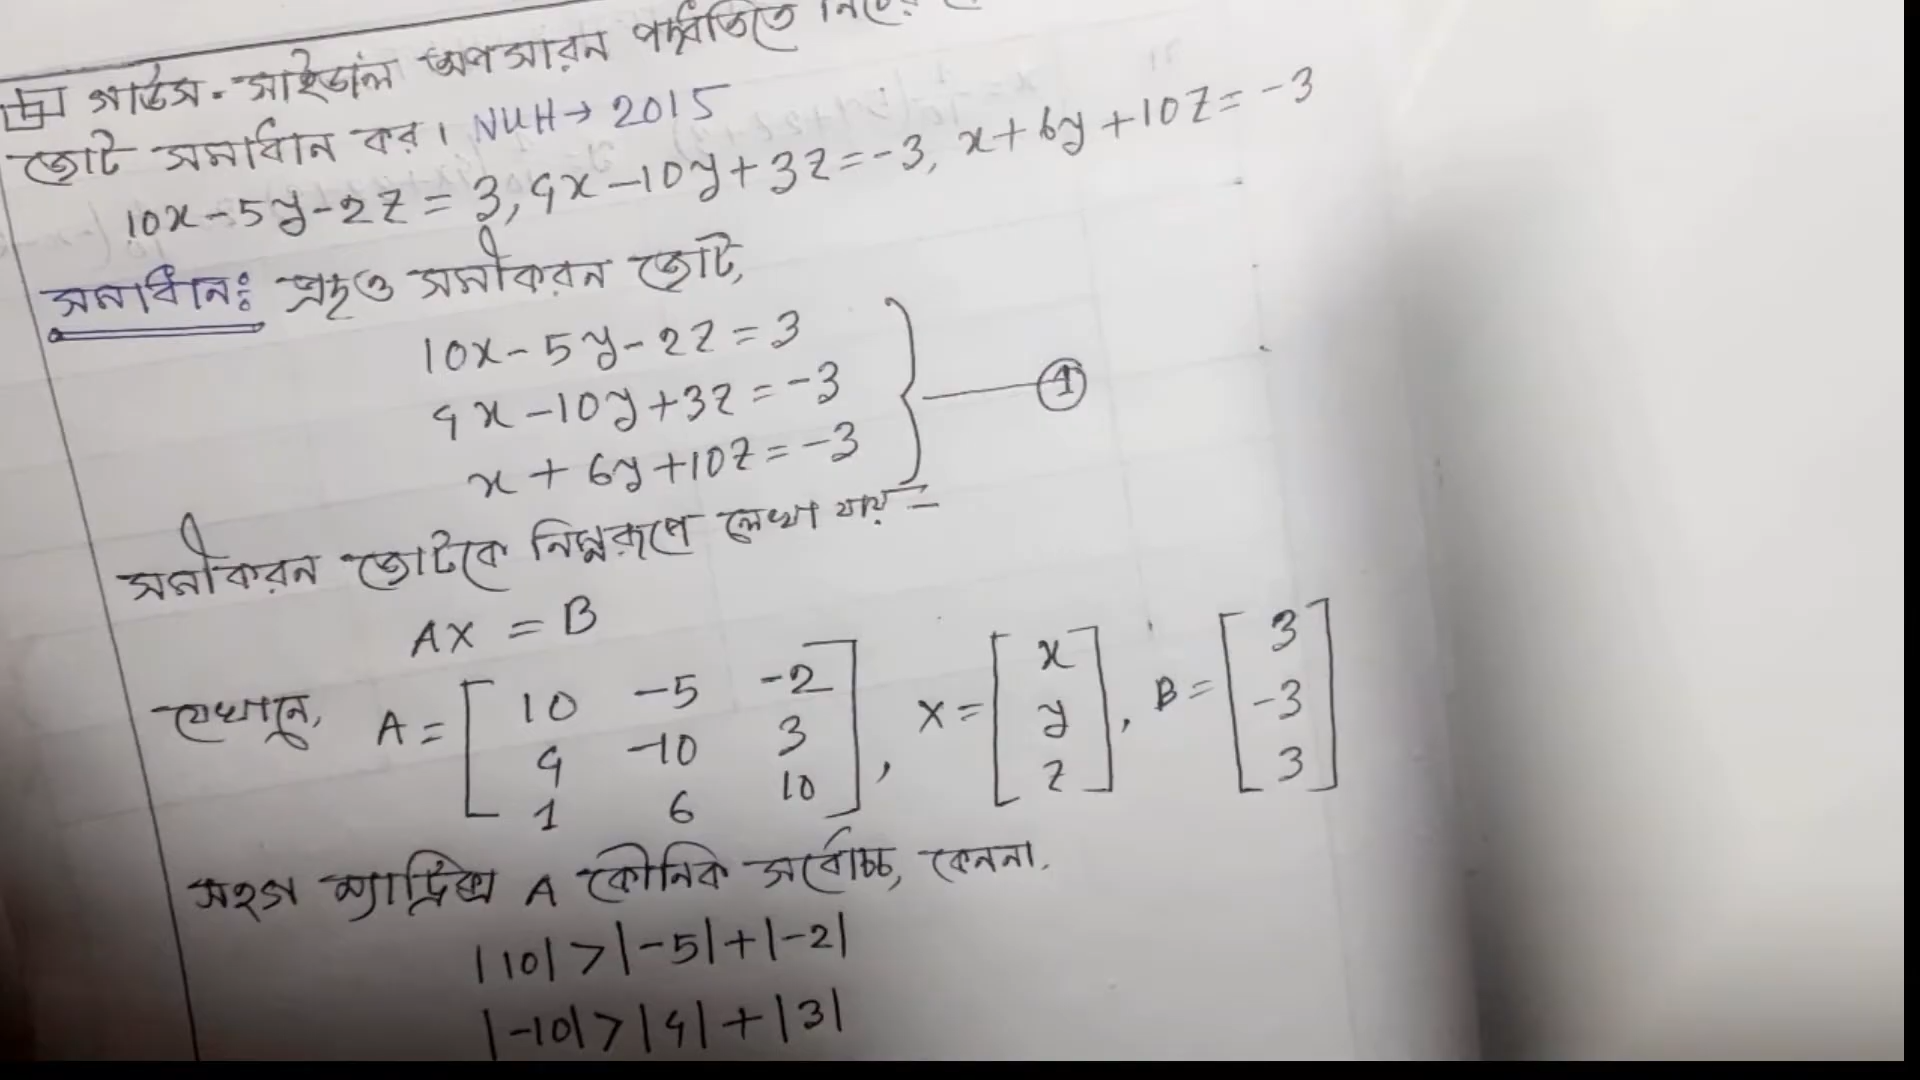 গাউস-সাইডাল অপসারন পদ্ধতিতে নিচের
জোট সমাধান কর। NUH→ 2015
10x-5y-2z = 3, 4x-10y+3z=-3, x+6y+10z=-3
সমাধানঃ প্রদত্ত সমীকরন জোট,
10x-5y-2z = 3
4x-10y+3z = -3
x + 6y+10z = -3
} — 1
সমীকরন জোটকে নিম্নরূপে লেখা যায় –
AX = B
যেখানে, A = [ 10 -5 -2 ], X = [ x ], B = [ 3 ]
4 -10 3 y -3
1 6 10 z 3
সহগ ম্যাট্রিক্স A কৌনিক সর্বোচ্চ, কেননা.
|10| > |-5|+|-2|
|-10| > |4| + |3|